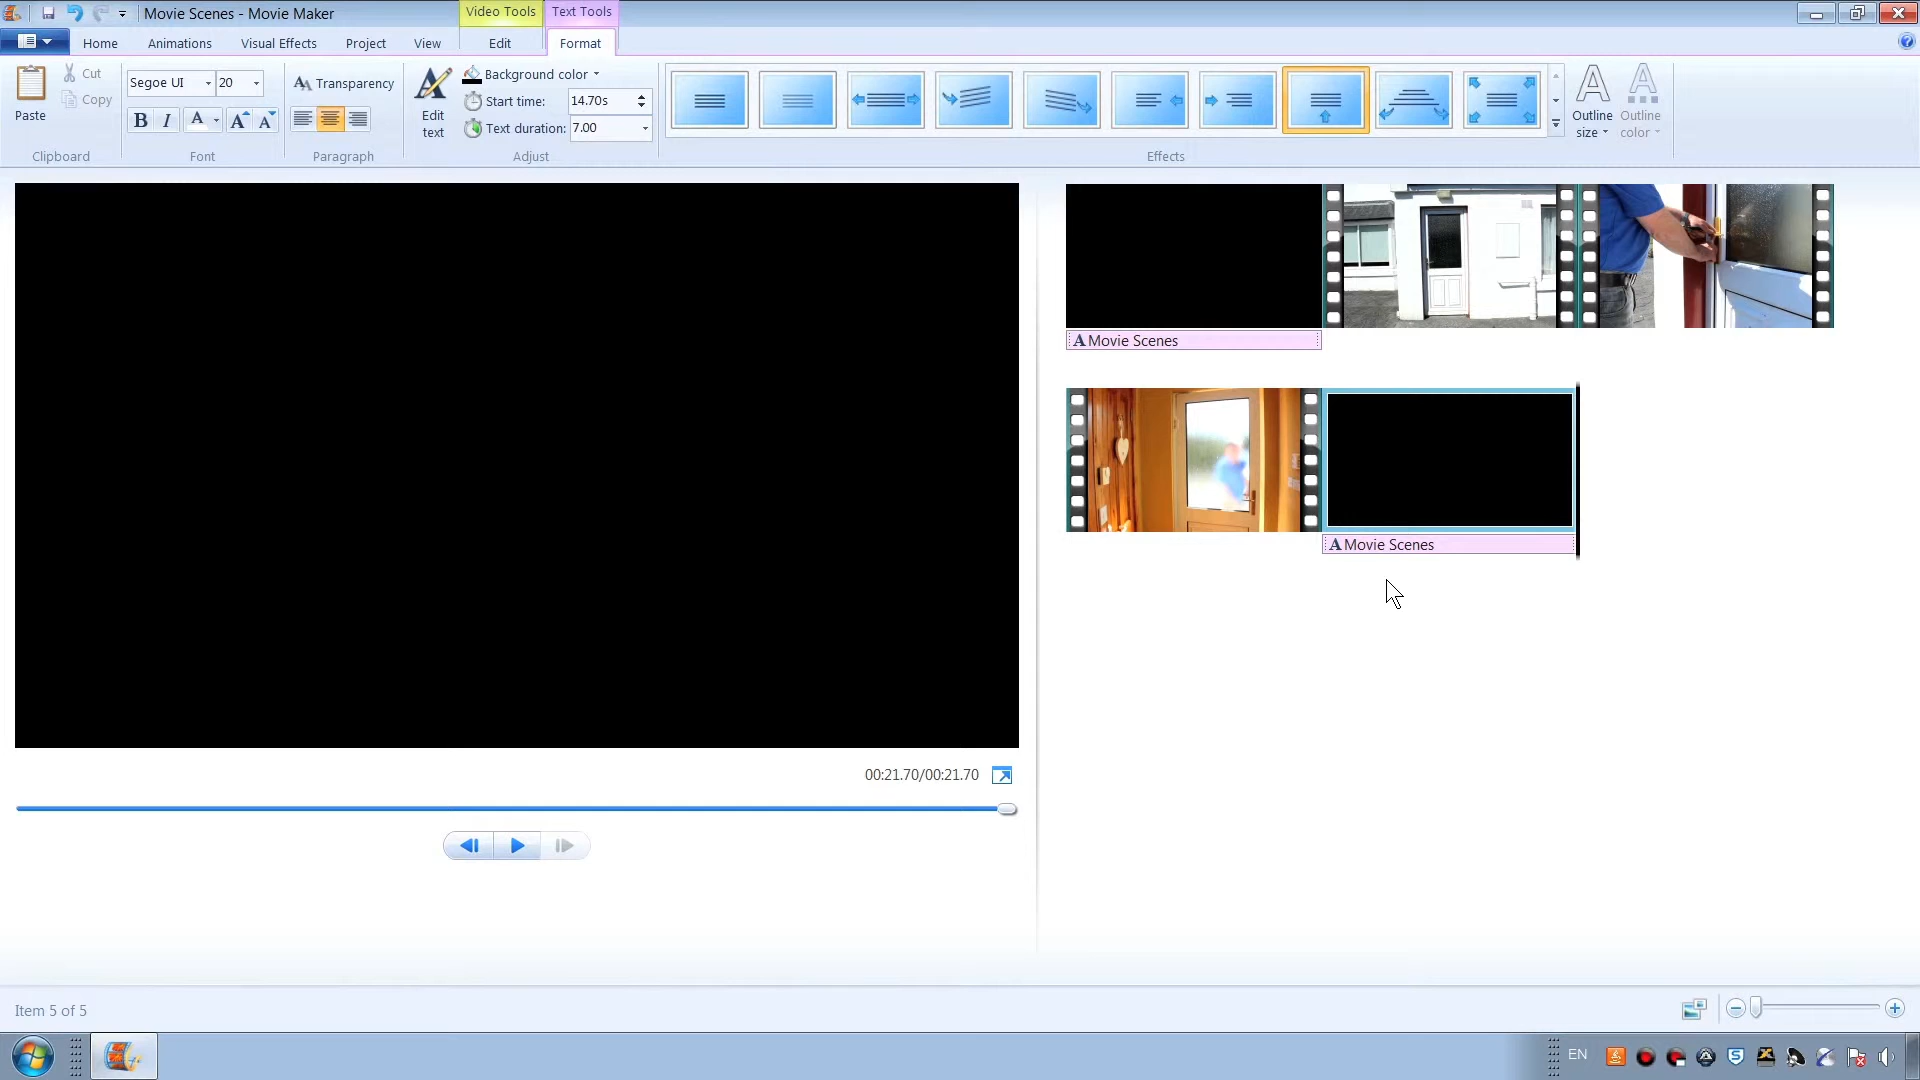 Movie Scenes - Movie Maker
Video Tools
Text Tools
Home
Animations
Visual Effects
Project
View
Edit
Format
Paste
Cut
Copy
Clipboard
Segoe UI
20
B I A A A
Font
Transparency
Paragraph
Edit
text
Background color
Start time: 14.70s
Text duration: 7.00
Adjust
Effects
Outline
size
Outline
color
A Movie Scenes
A Movie Scenes
00:21.70/00:21.70
Item 5 of 5
EN